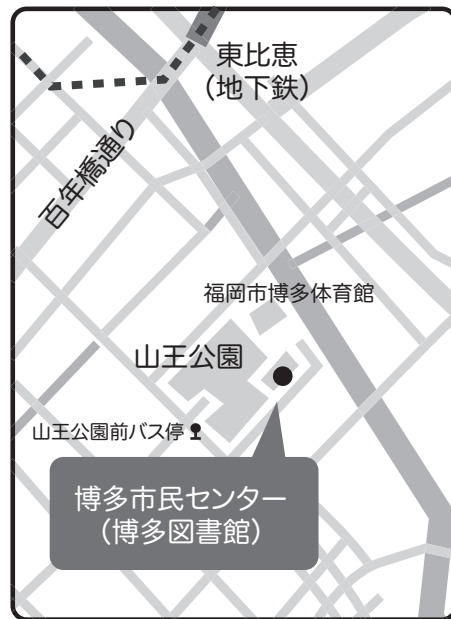 東比恵
（地下鉄）
百年橋通り
福岡市博多体育館
山王公園
山王公園前バス停
博多市民センター
（博多図書館）